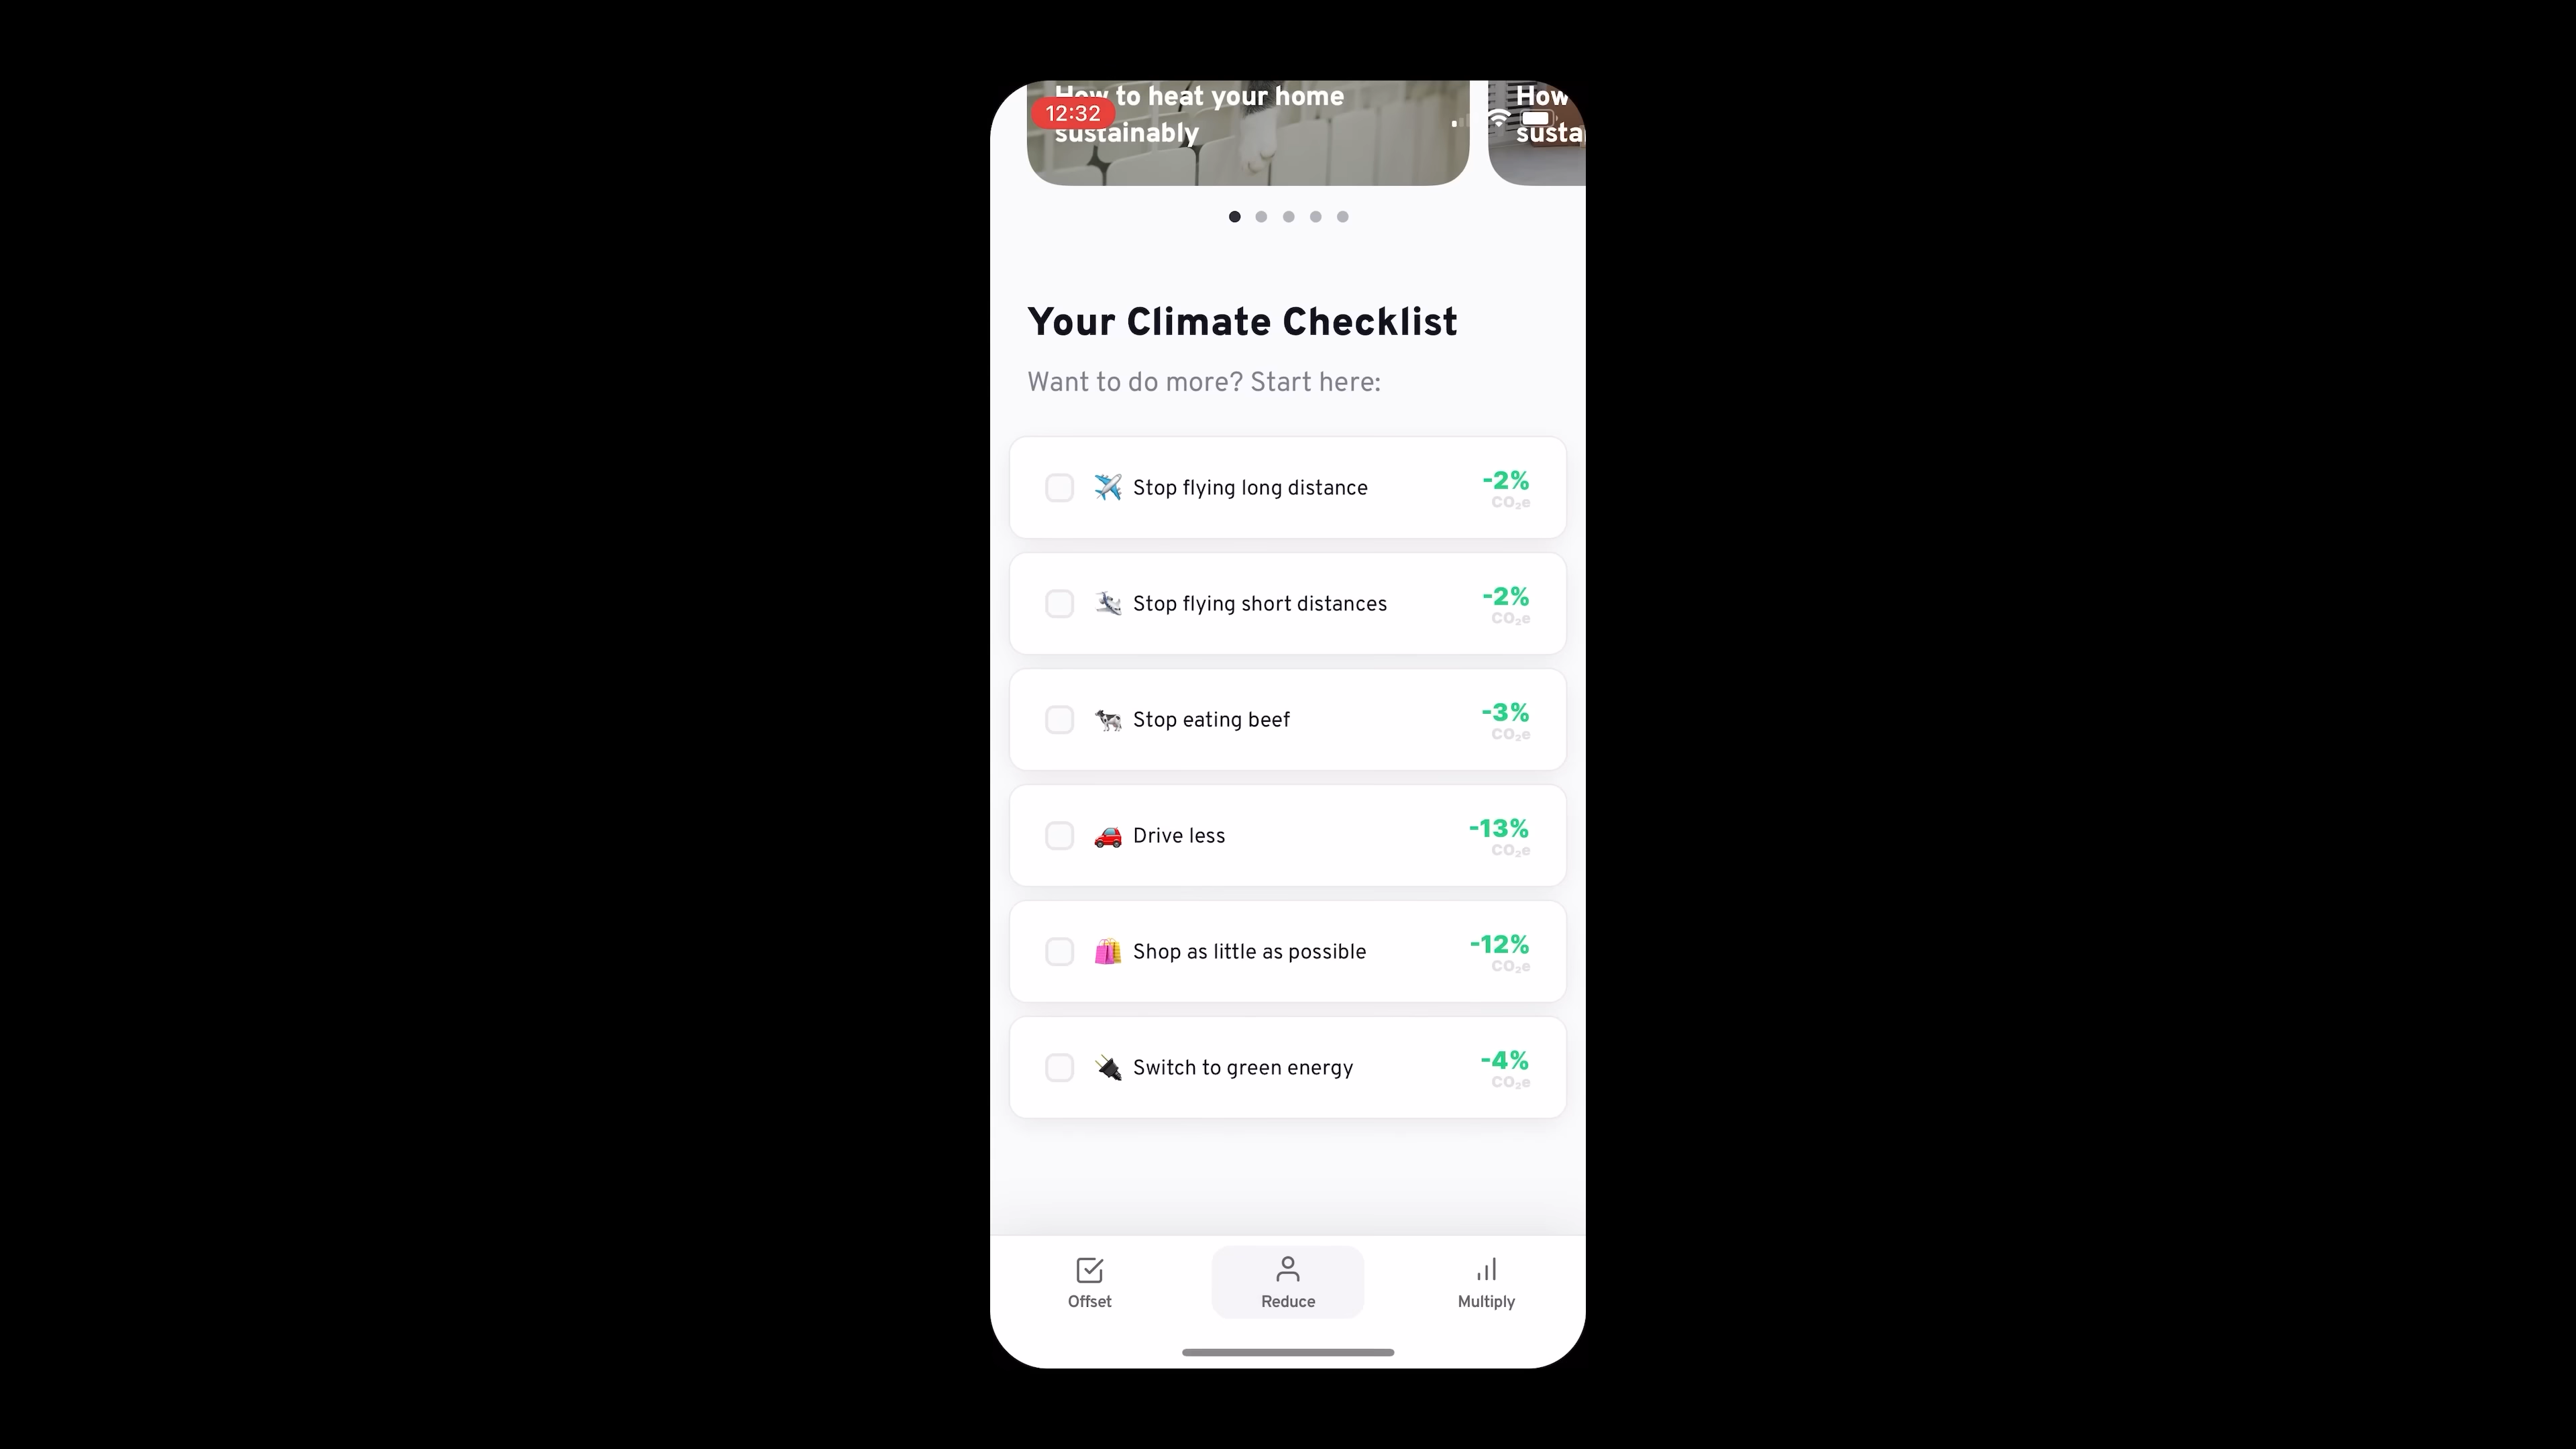 How to heat your home
sustainably
How
12:32
Your Climate Checklist
Want to do more? Start here:
Stop flying long distance
-2%
CO₂e
Stop flying short distances
-2%
CO₂e
Stop eating beef
-3%
CO₂e
Drive less
-13%
CO₂e
Shop as little as possible
-12%
CO₂e
Switch to green energy
-4%
CO₂e
Offset
Reduce
Multiply